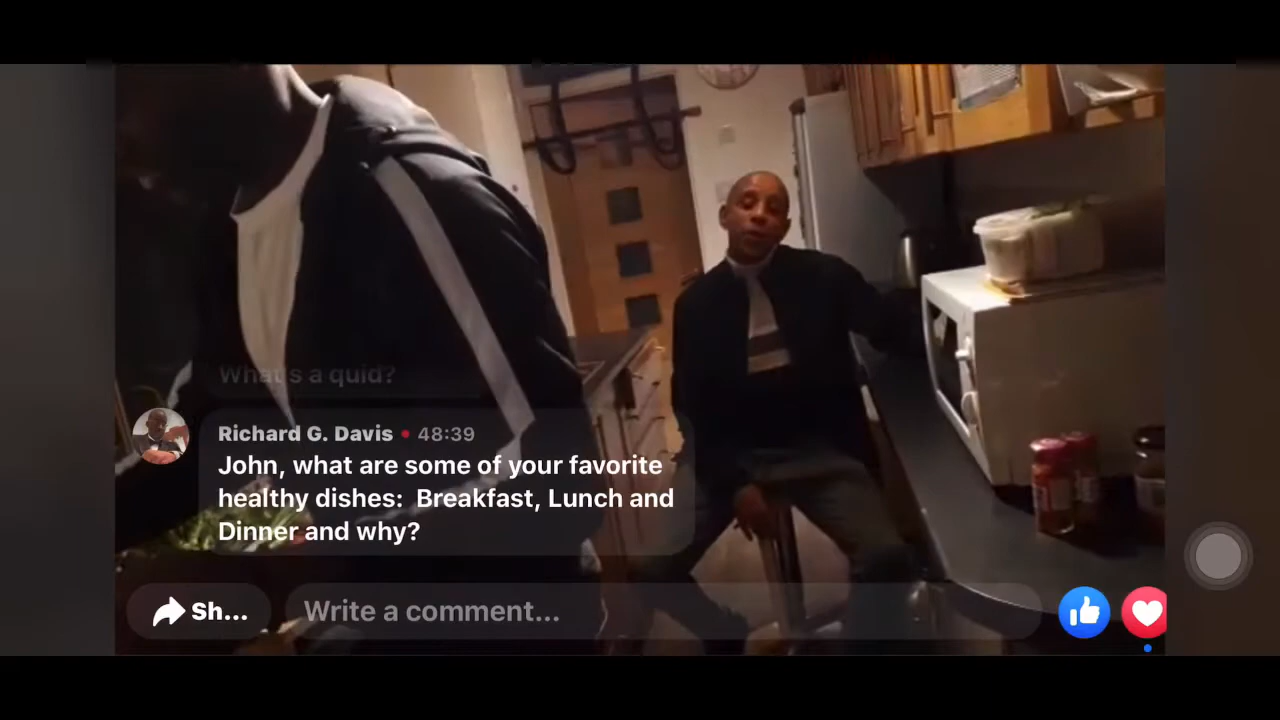 What's a quid?
Richard G. Davis • 48:39
John, what are some of your favorite
healthy dishes:  Breakfast, Lunch and
Dinner and why?
Sh...
Write a comment...